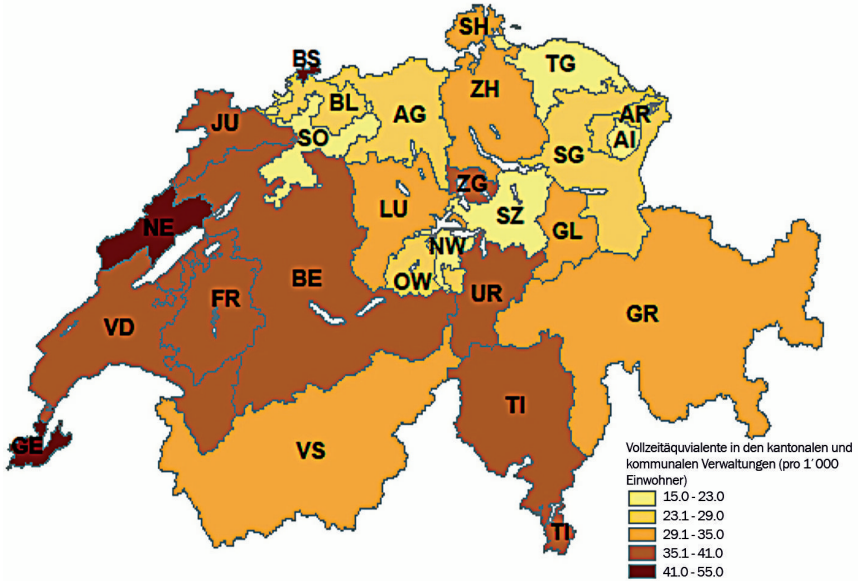 SH
BS
TG
BL
ZH
JU
AG
AR
SO
AI
SG
ZG
LU
SZ
NE
NW
GL
BE
OW
FR
UR
VD
GR
TI
GE
VS
TI
Vollzeitäquvialente in den kantonalen und
kommunalen Verwaltungen (pro 1´000
Einwohner)
15.0 - 23.0
23.1 - 29.0
29.1 - 35.0
35.1 - 41.0
41.0 - 55.0